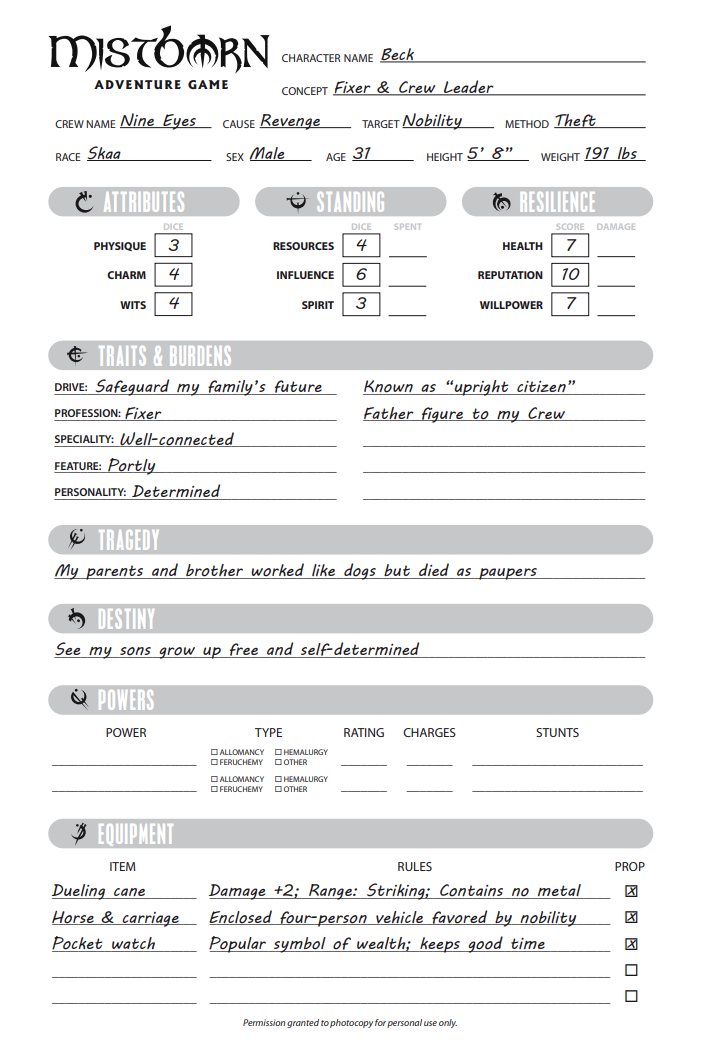 MISTBORN
ADVENTURE GAME
CHARACTER NAME Beck
CONCEPT Fixer & Crew Leader
CREW NAME Nine Eyes CAUSE Revenge TARGET Nobility METHOD Theft
RACE Skaa SEX Male AGE 31 HEIGHT 5' 8” WEIGHT 191 lbs
ATTRIBUTES STANDING RESILIENCE
DICE DICE SPENT SCORE DAMAGE
PHYSIQUE 3 RESOURCES 4 HEALTH 7
CHARM 4 INFLUENCE 6 REPUTATION 10
WITS 4 SPIRIT 3 WILLPOWER 7
TRAITS & BURDENS
DRIVE: Safeguard my family's future Known as “upright citizen”
PROFESSION: Fixer Father figure to my Crew
SPECIALITY: Well-connected
FEATURE: Portly
PERSONALITY: Determined
TRAGEDY
My parents and brother worked like dogs but died as paupers
DESTINY
See my sons grow up free and self-determined
POWERS
POWER TYPE RATING CHARGES STUNTS
☐ ALLOMANCY ☐ HEMALURGY
☐ FERUCHEMY ☐ OTHER
☐ ALLOMANCY ☐ HEMALURGY
☐ FERUCHEMY ☐ OTHER
EQUIPMENT
ITEM RULES PROP
Dueling cane Damage +2; Range: Striking; Contains no metal ☒
Horse & carriage Enclosed four-person vehicle favored by nobility ☒
Pocket watch Popular symbol of wealth; keeps good time ☒
☐
☐
Permission granted to photocopy for personal use only.